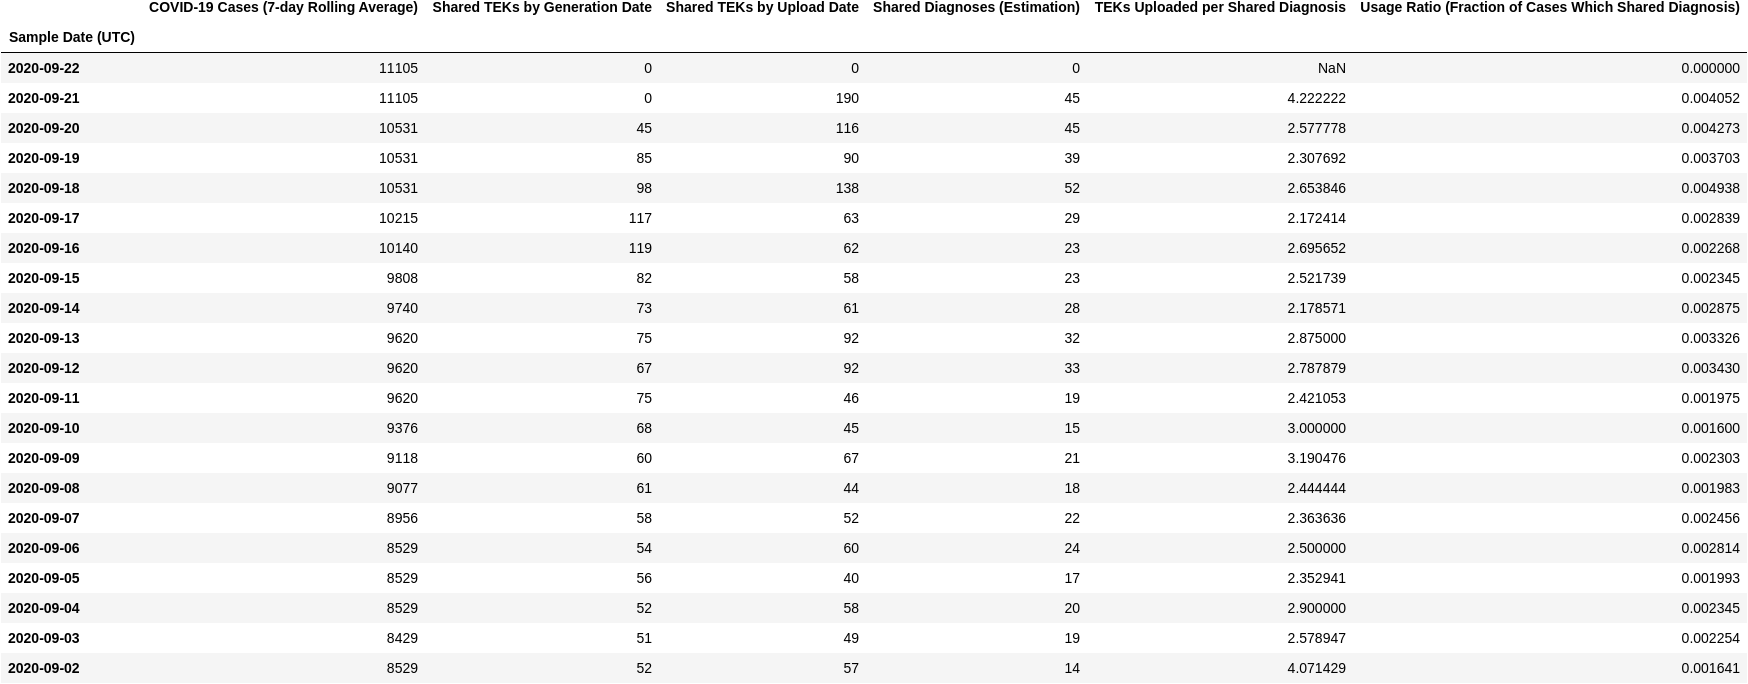 COVID-19 Cases (7-day Rolling Average) Shared TEKs by Generation Date Shared TEKs by Upload Date Shared Diagnoses (Estimation) TEKs Uploaded per Shared Diagnosis Usage Ratio (Fraction of Cases Which Shared Diagnosis)
Sample Date (UTC)
2020-09-22 11105 0 0 0 NaN 0.000000
2020-09-21 11105 0 190 45 4.222222 0.004052
2020-09-20 10531 45 116 45 2.577778 0.004273
2020-09-19 10531 85 90 39 2.307692 0.003703
2020-09-18 10531 98 138 52 2.653846 0.004938
2020-09-17 10215 117 63 29 2.172414 0.002839
2020-09-16 10140 119 62 23 2.695652 0.002268
2020-09-15 9808 82 58 23 2.521739 0.002345
2020-09-14 9740 73 61 28 2.178571 0.002875
2020-09-13 9620 75 92 32 2.875000 0.003326
2020-09-12 9620 67 92 33 2.787879 0.003430
2020-09-11 9620 75 46 19 2.421053 0.001975
2020-09-10 9376 68 45 15 3.000000 0.001600
2020-09-09 9118 60 67 21 3.190476 0.002303
2020-09-08 9077 61 44 18 2.444444 0.001983
2020-09-07 8956 58 52 22 2.363636 0.002456
2020-09-06 8529 54 60 24 2.500000 0.002814
2020-09-05 8529 56 40 17 2.352941 0.001993
2020-09-04 8529 52 58 20 2.900000 0.002345
2020-09-03 8429 51 49 19 2.578947 0.002254
2020-09-02 8529 52 57 14 4.071429 0.001641